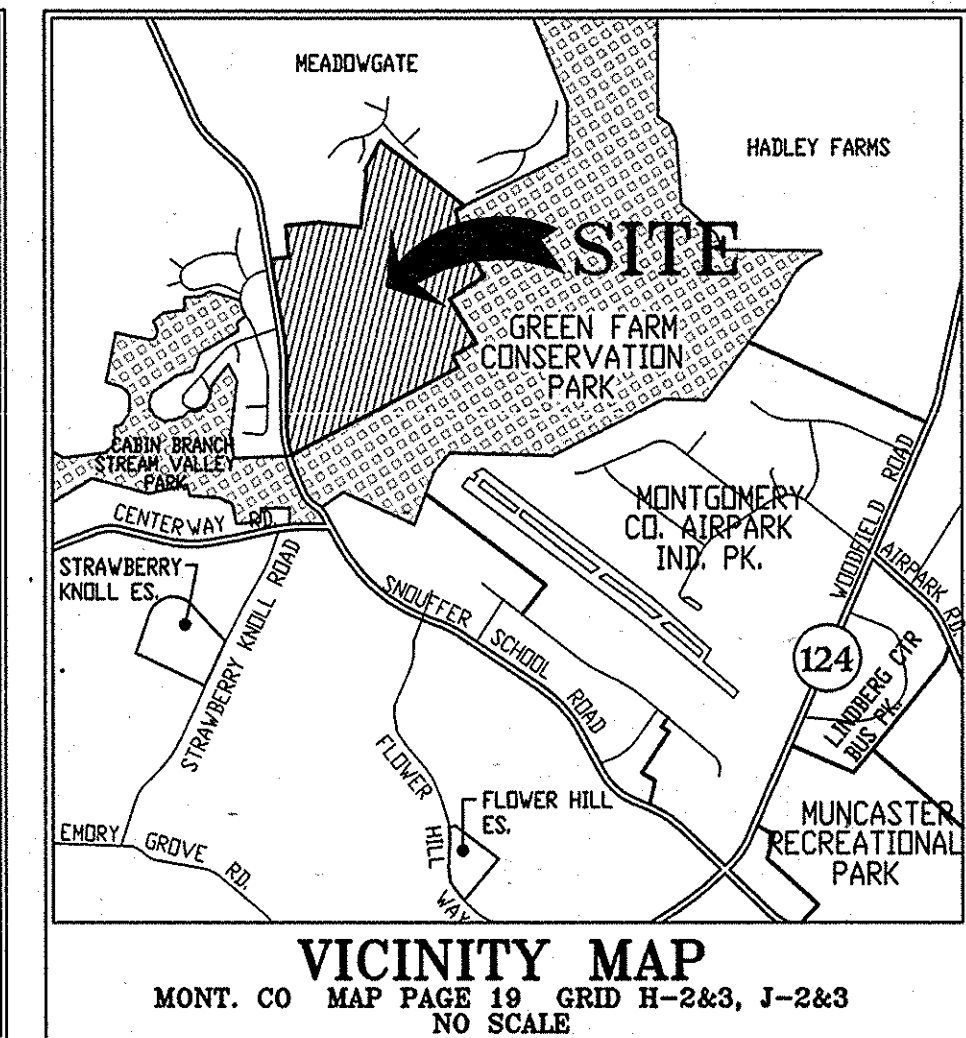 MEADOWGATE
HADLEY FARMS
SITE
GREEN FARM
CONSERVATION
PARK
CABIN BRANCH
STREAM VALLEY
PARK
CENTERWAY RD.
STRAWBERRY
KNOLL ES.
STRAWBERRY KNOLL ROAD
SNOUFFER SCHOOL ROAD
MONTGOMERY
CO. AIRPARK
IND. PK.
WOODFIELD ROAD
AIRPARK RD.
124
LINDBERG CTR
BUS PK.
FLOWER HILL WAY
FLOWER HILL
ES.
EMORY GROVE RD.
MUNCASTER
RECREATIONAL
PARK
VICINITY MAP
MONT. CO MAP PAGE 19 GRID H-2&3, J-2&3
NO SCALE